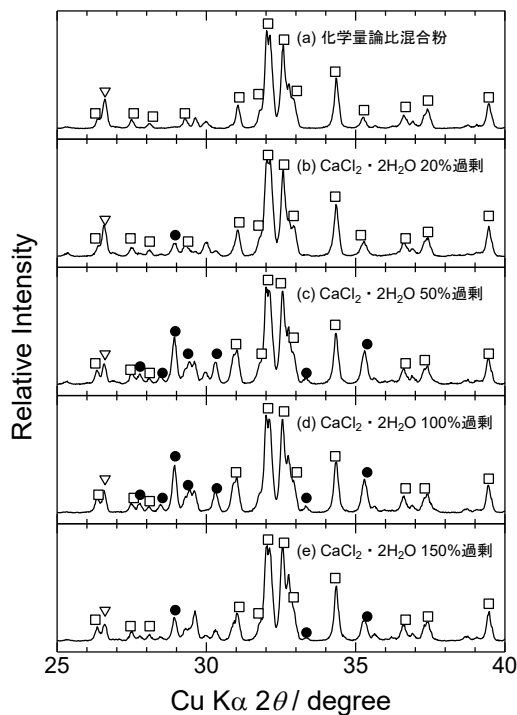 (a) 化学量論比混合粉
(b) CaCl2・2H2O 20%過剰
(c) CaCl2・2H2O 50%過剰
(d) CaCl2・2H2O 100%過剰
(e) CaCl2・2H2O 150%過剰
Relative Intensity
25 30 35 40
Cu Kα 2θ / degree